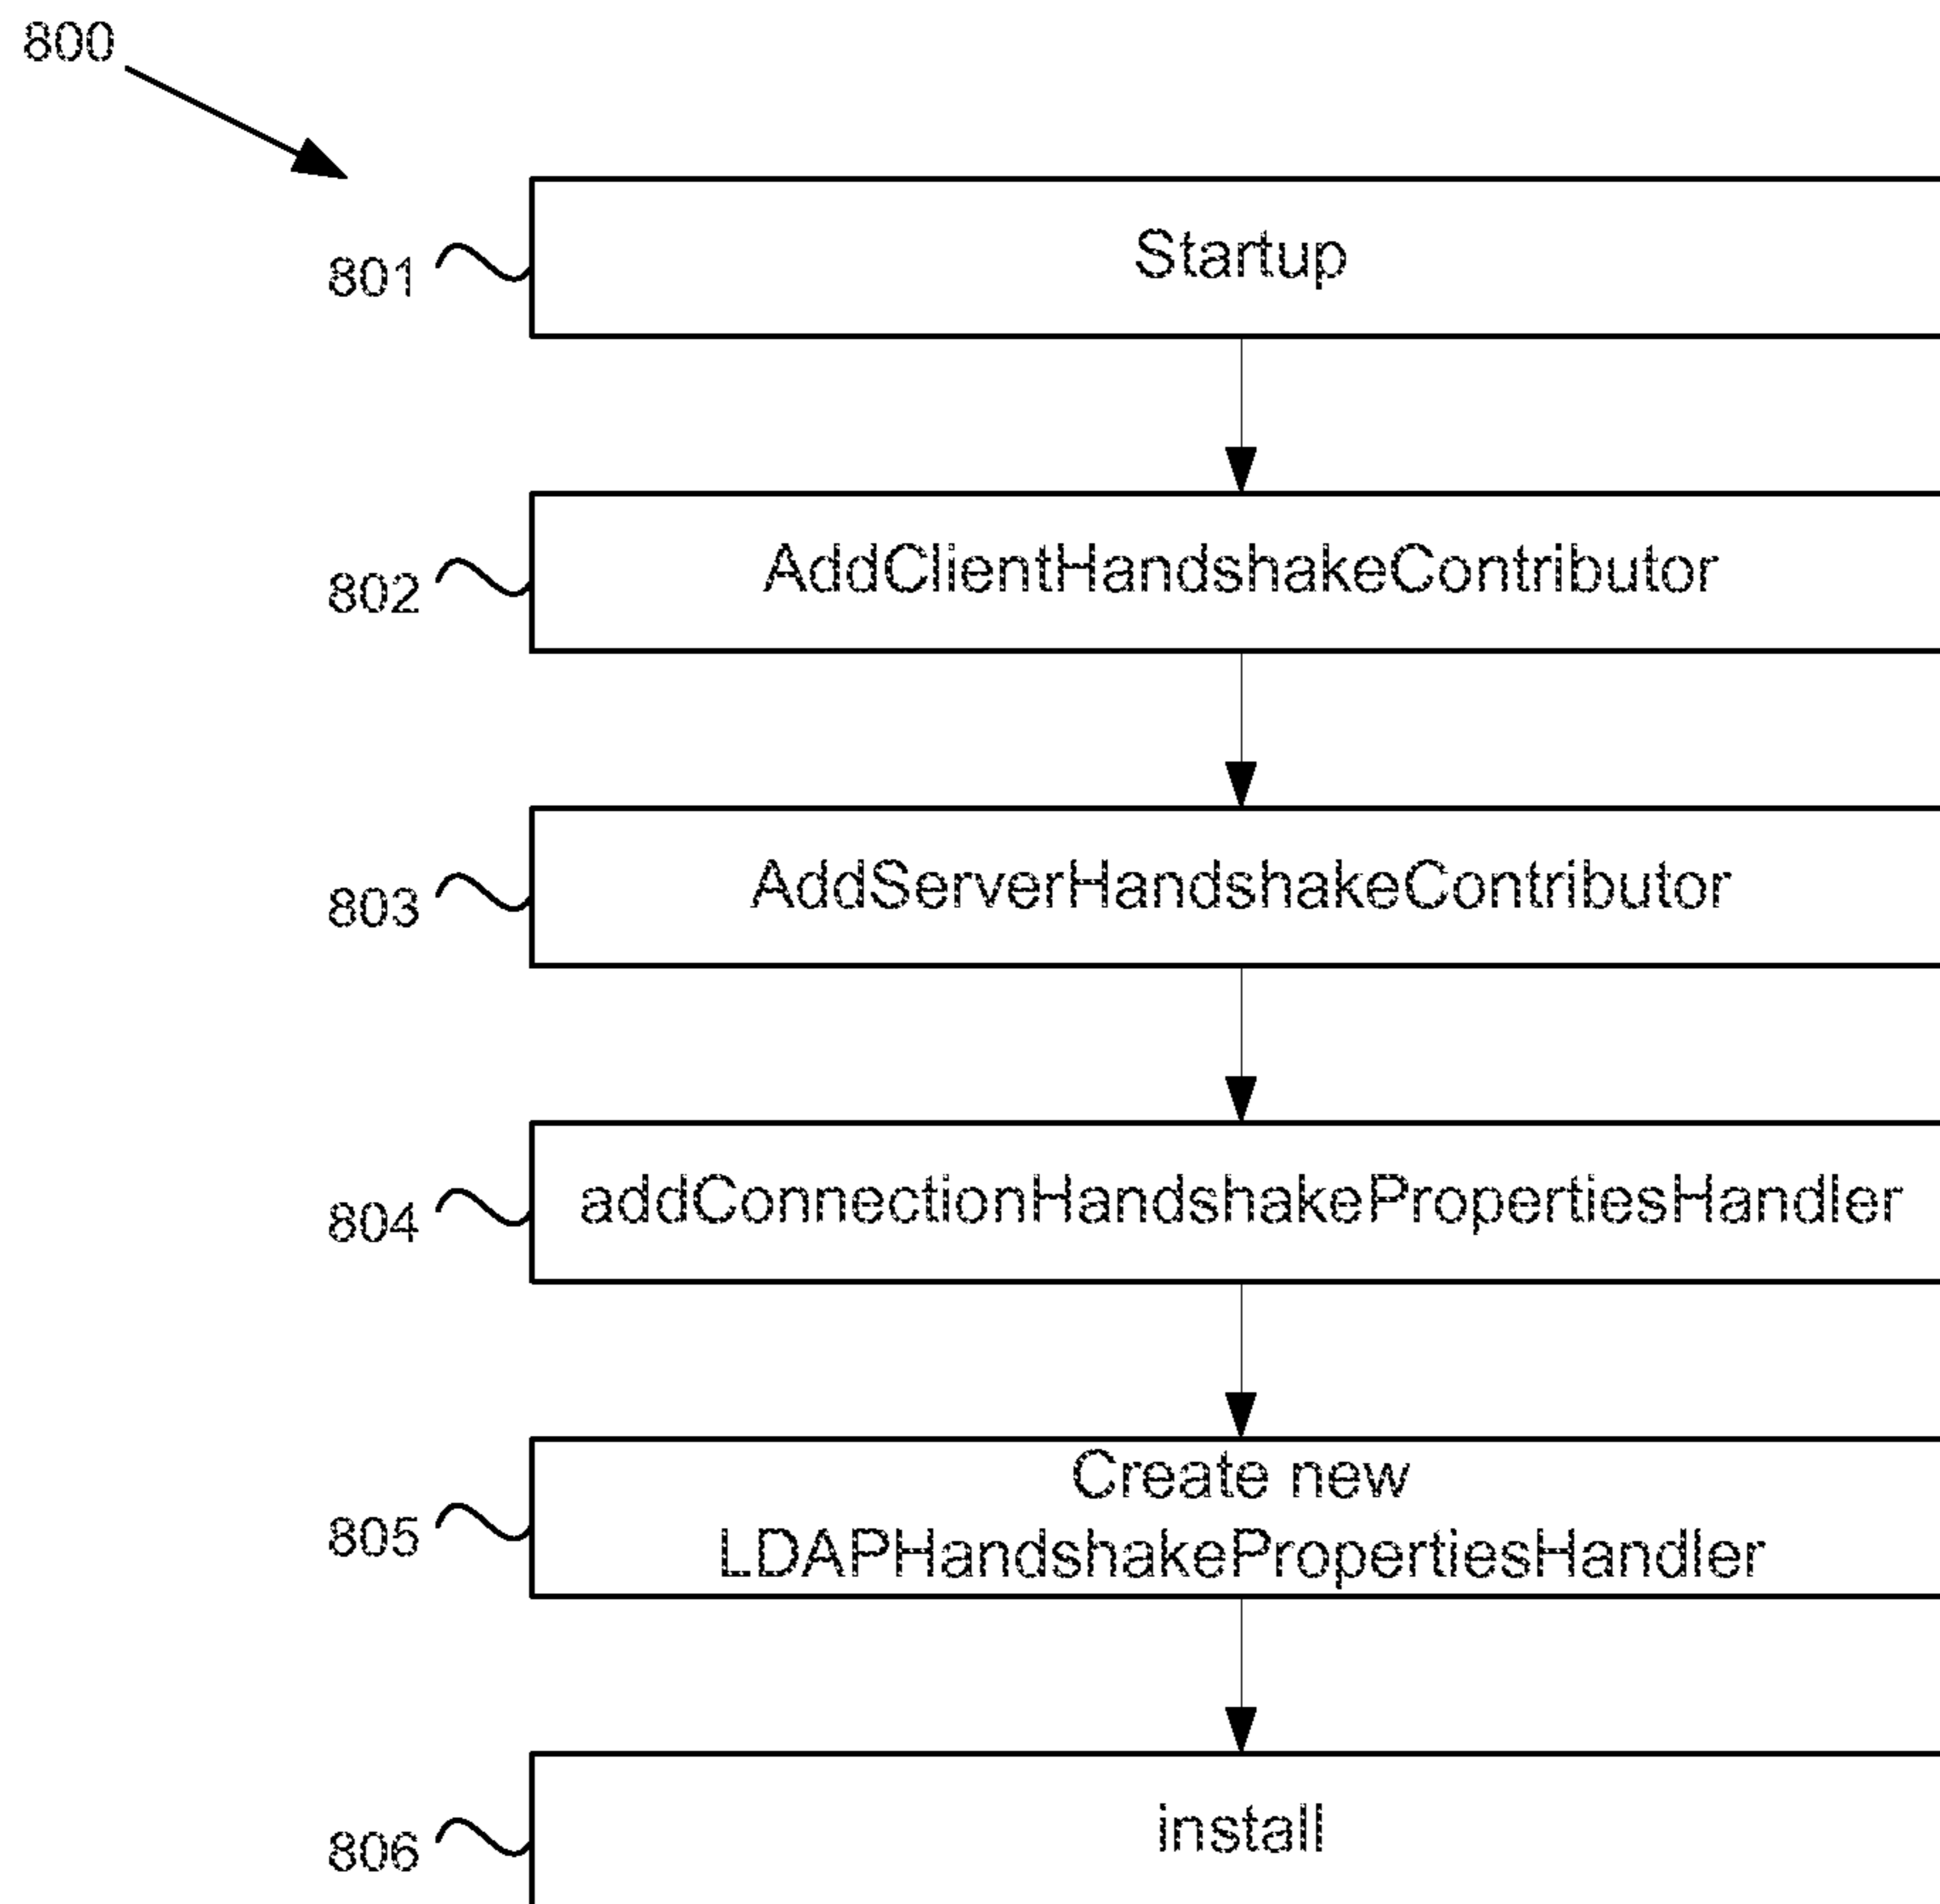 800
Startup
801
AddClientHandshakeContributor
802
AddServerHandshakeContributor
803
addConnectionHandshakePropertiesHandler
804
Create new
LDAPHandshakePropertiesHandler
805
install
806